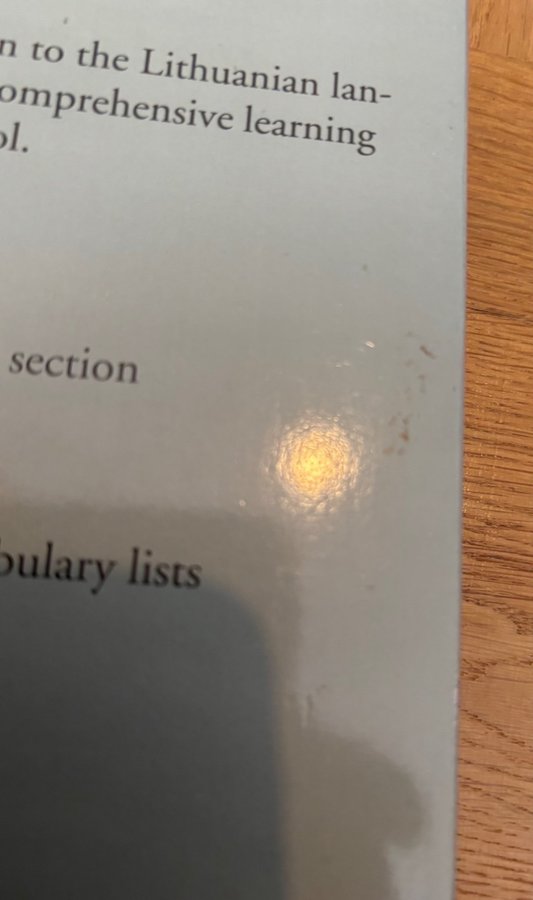 n to the Lithuanian lan-
omprehensive learning
ol.
section
bulary lists